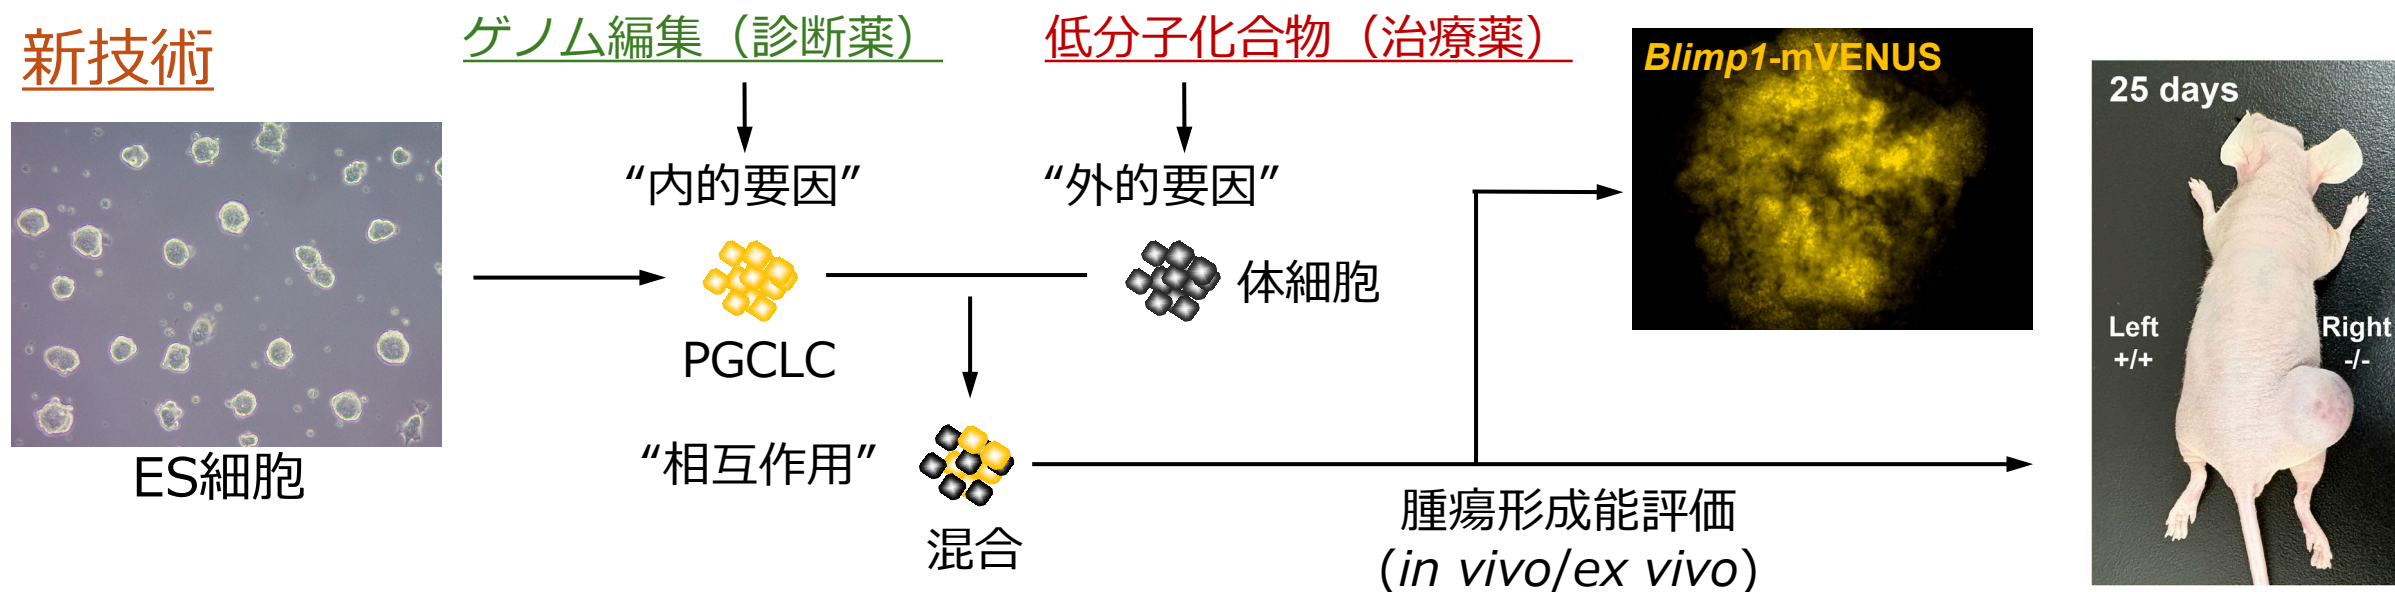 新技術
ゲノム編集（診断薬）
低分子化合物（治療薬）
Blimp1-mVENUS
25 days
“内的要因”
“外的要因”
体細胞
PGCLC
Left
+/+
Right
-/-
“相互作用”
ES細胞
混合
腫瘍形成能評価
（in vivo/ex vivo）